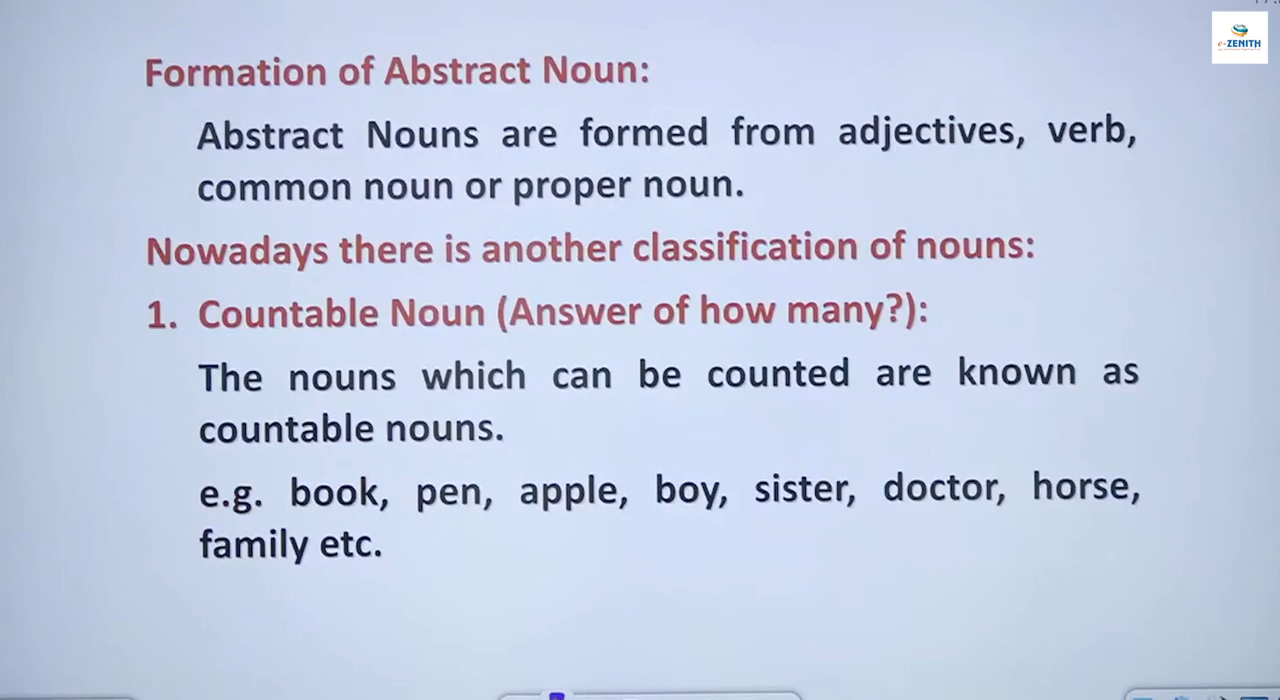 e-ZENITH
Formation of Abstract Noun:
Abstract Nouns are formed from adjectives, verb,
common noun or proper noun.
Nowadays there is another classification of nouns:
1. Countable Noun (Answer of how many?):
The nouns which can be counted are known as
countable nouns.
e.g. book, pen, apple, boy, sister, doctor, horse,
family etc.